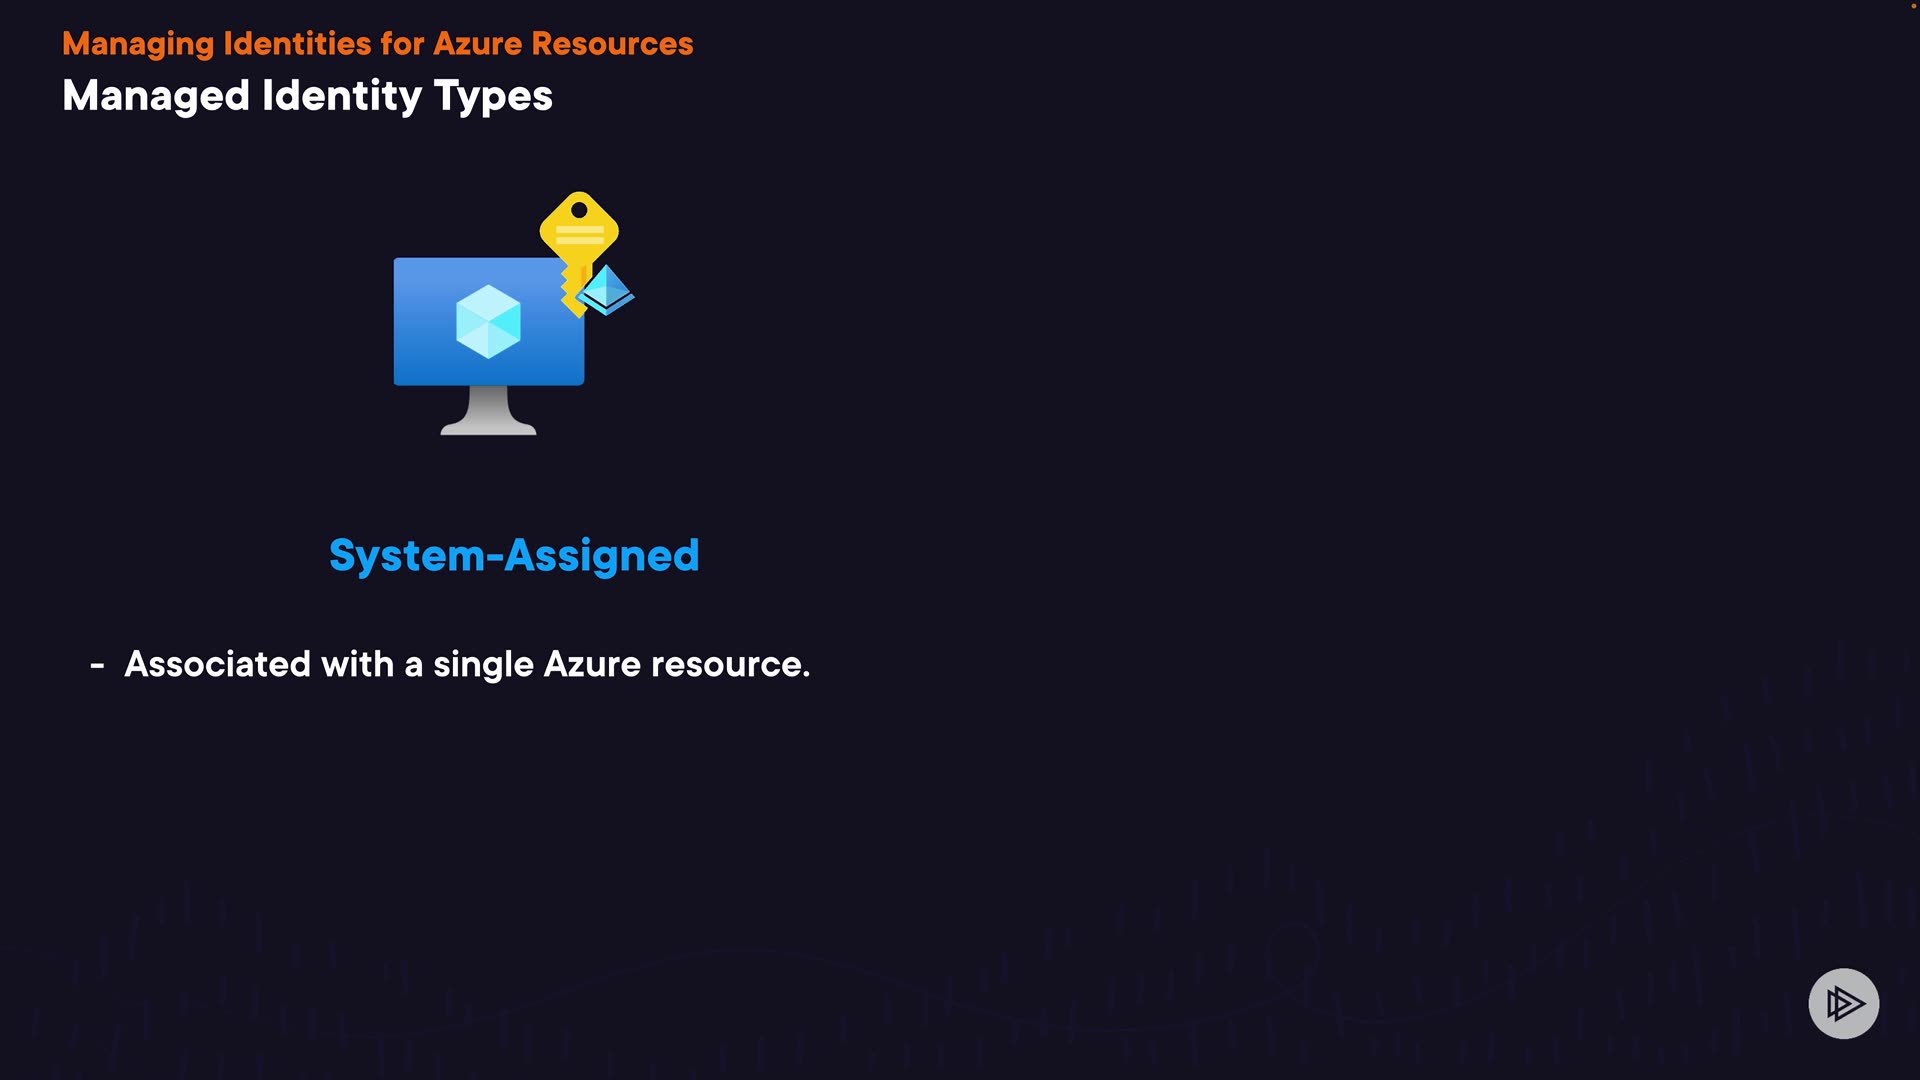 Managing Identities for Azure Resources
Managed Identity Types
System-Assigned
- Associated with a single Azure resource.